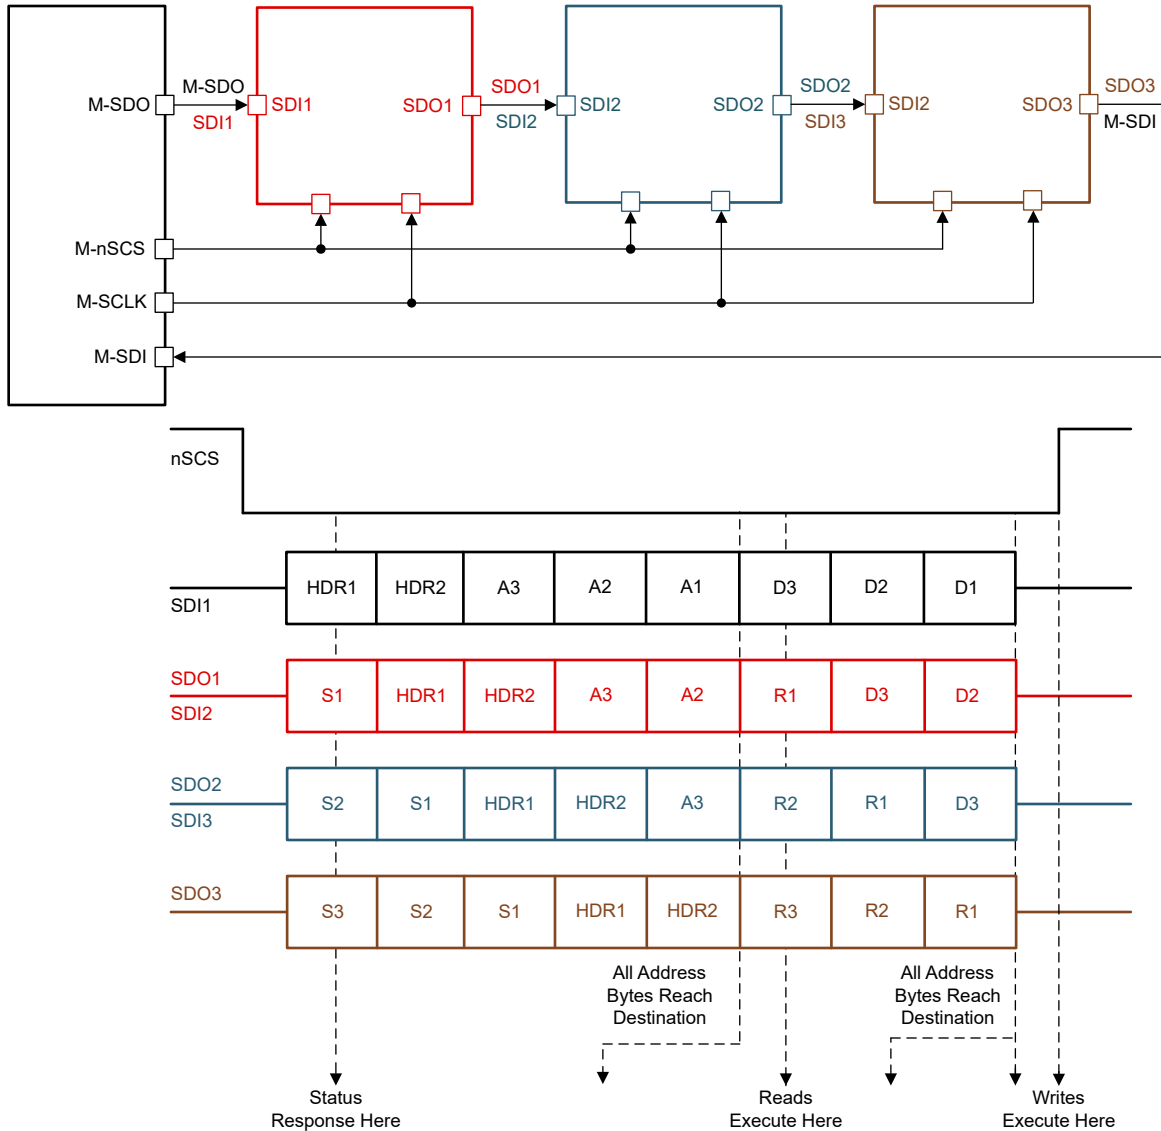 M-SDO
M-SDO
SDI1
SDI1
SDO1
SDO1
SDI2
SDI2
SDO2
SDO2
SDI3
SDI2
SDO3
SDO3
M-SDI
M-nSCS
M-SCLK
M-SDI
nSCS
HDR1 HDR2 A3 A2 A1 D3 D2 D1
SDI1
SDO1
S1 HDR1 HDR2 A3 A2 R1 D3 D2
SDI2
SDO2
S2 S1 HDR1 HDR2 A3 R2 R1 D3
SDI3
SDO3
S3 S2 S1 HDR1 HDR2 R3 R2 R1
All Address
Bytes Reach
Destination
All Address
Bytes Reach
Destination
Status
Response Here
Reads
Execute Here
Writes
Execute Here